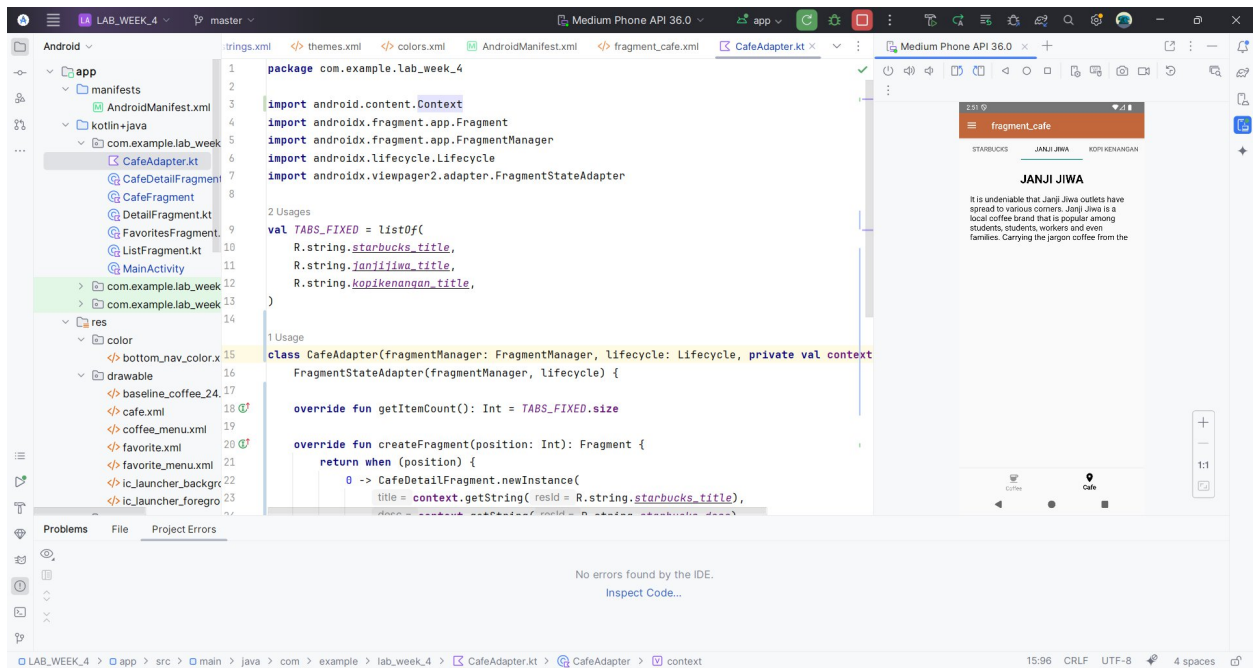 LA LAB_WEEK_4
master
Medium Phone API 36.0
app
Android
trings.xml
themes.xml
colors.xml
AndroidManifest.xml
fragment_cafe.xml
CafeAdapter.kt
Medium Phone API 36.0
app
manifests
AndroidManifest.xml
kotlin+java
com.example.lab_week
CafeAdapter.kt
CafeDetailFragment
CafeFragment
DetailFragment.kt
FavoritesFragment.
ListFragment.kt
MainActivity
com.example.lab_week
com.example.lab_week
res
color
bottom_nav_color.x
drawable
baseline_coffee_24.
cafe.xml
coffee_menu.xml
favorite.xml
favorite_menu.xml
ic_launcher_backgro
ic_launcher_foregro
1 package com.example.lab_week_4
2
3 import android.content.Context
4 import androidx.fragment.app.Fragment
5 import androidx.fragment.app.FragmentManager
6 import androidx.lifecycle.Lifecycle
7 import androidx.viewpager2.adapter.FragmentStateAdapter
8
2 Usages
9 val TABS_FIXED = listOf(
10 R.string.starbucks_title,
11 R.string.janjijiwa_title,
12 R.string.kopikenangan_title,
13 )
14
1 Usage
15 class CafeAdapter(fragmentManager: FragmentManager, lifecycle: Lifecycle, private val context
16 FragmentStateAdapter(fragmentManager, lifecycle) {
17
18 override fun getItemCount(): Int = TABS_FIXED.size
19
20 override fun createFragment(position: Int): Fragment {
21 return when (position) {
22 0 -> CafeDetailFragment.newInstance(
23 title = context.getString( resId = R.string.starbucks_title),
desc = context.getString( resId = R.string.starbucks_desc)
2:51
fragment_cafe
STARBUCKS
JANJI JIWA
KOPI KENANGAN
JANJI JIWA
It is undeniable that Janji Jiwa outlets have
spread to various corners. Janji Jiwa is a
local coffee brand that is popular among
students, students, workers and even
families. Carrying the jargon coffee from the
Coffee
Cafe
1:1
Problems
File
Project Errors
No errors found by the IDE.
Inspect Code...
LAB_WEEK_4 > app > src > main > java > com > example > lab_week_4 > CafeAdapter.kt > CafeAdapter > context
15:96
CRLF
UTF-8
4 spaces